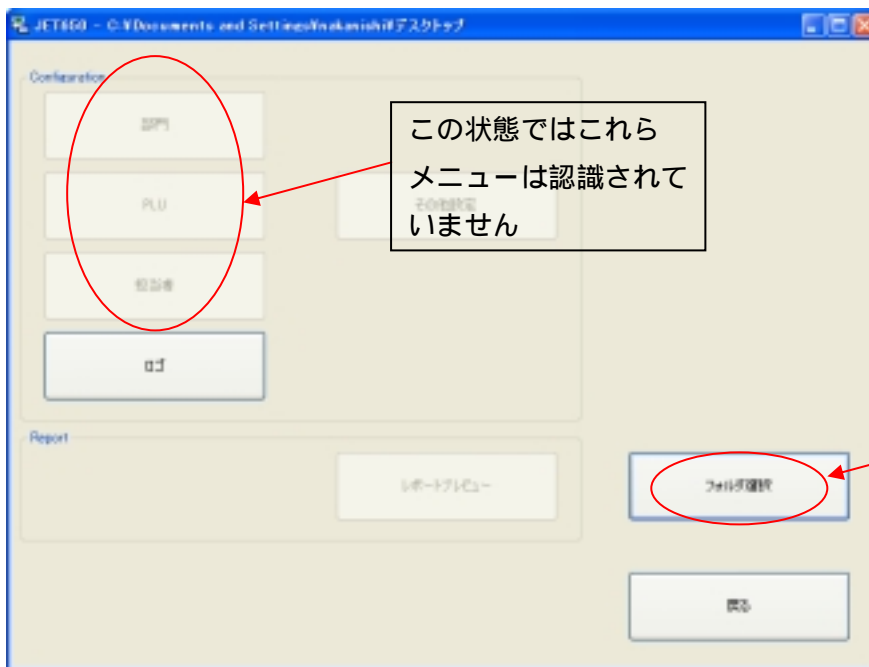 JET650 - C:¥Documents and Settings¥nakanishi¥デスクトップ
Configuration
部門
この状態ではこれら
メニューは認識されて
いません
PLU
その他設定
担当者
ロゴ
Report
レポートプレビュー
フォルダ選択
戻る